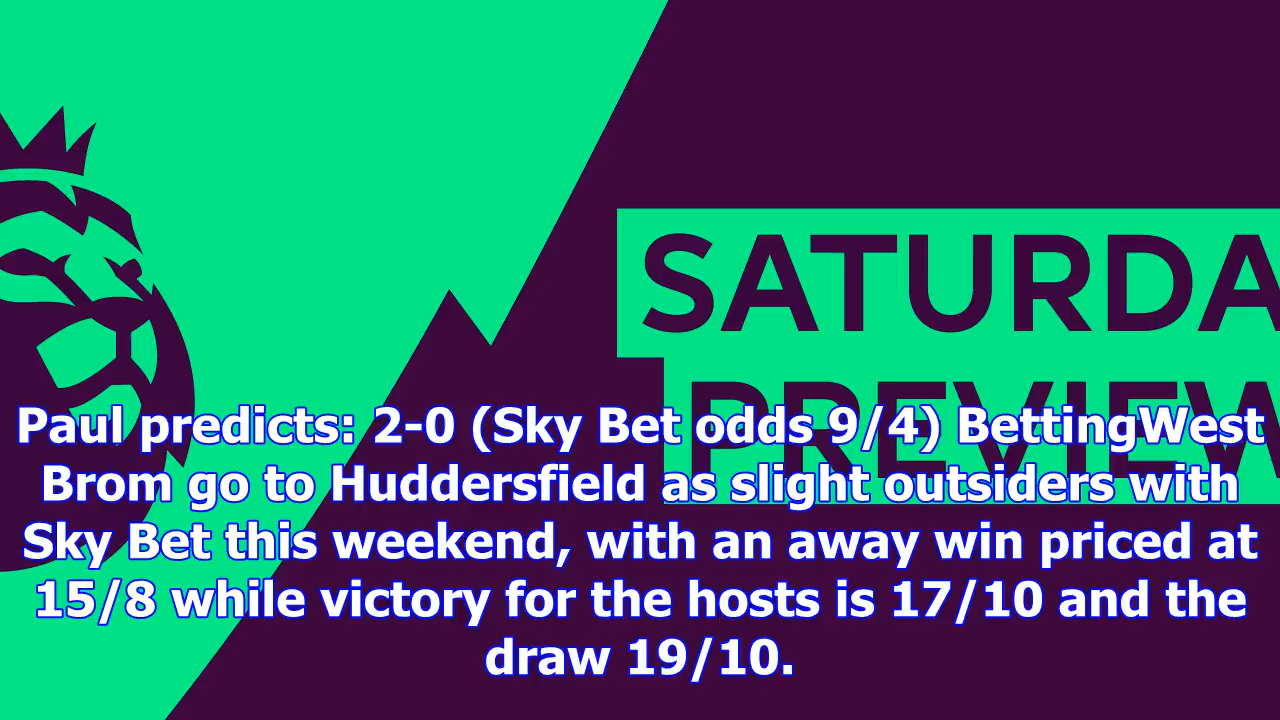 SATURDA
PREVIEW
Paul predicts: 2-0 (Sky Bet odds 9/4) BettingWest
Brom go to Huddersfield as slight outsiders with
Sky Bet this weekend, with an away win priced at
15/8 while victory for the hosts is 17/10 and the
draw 19/10.